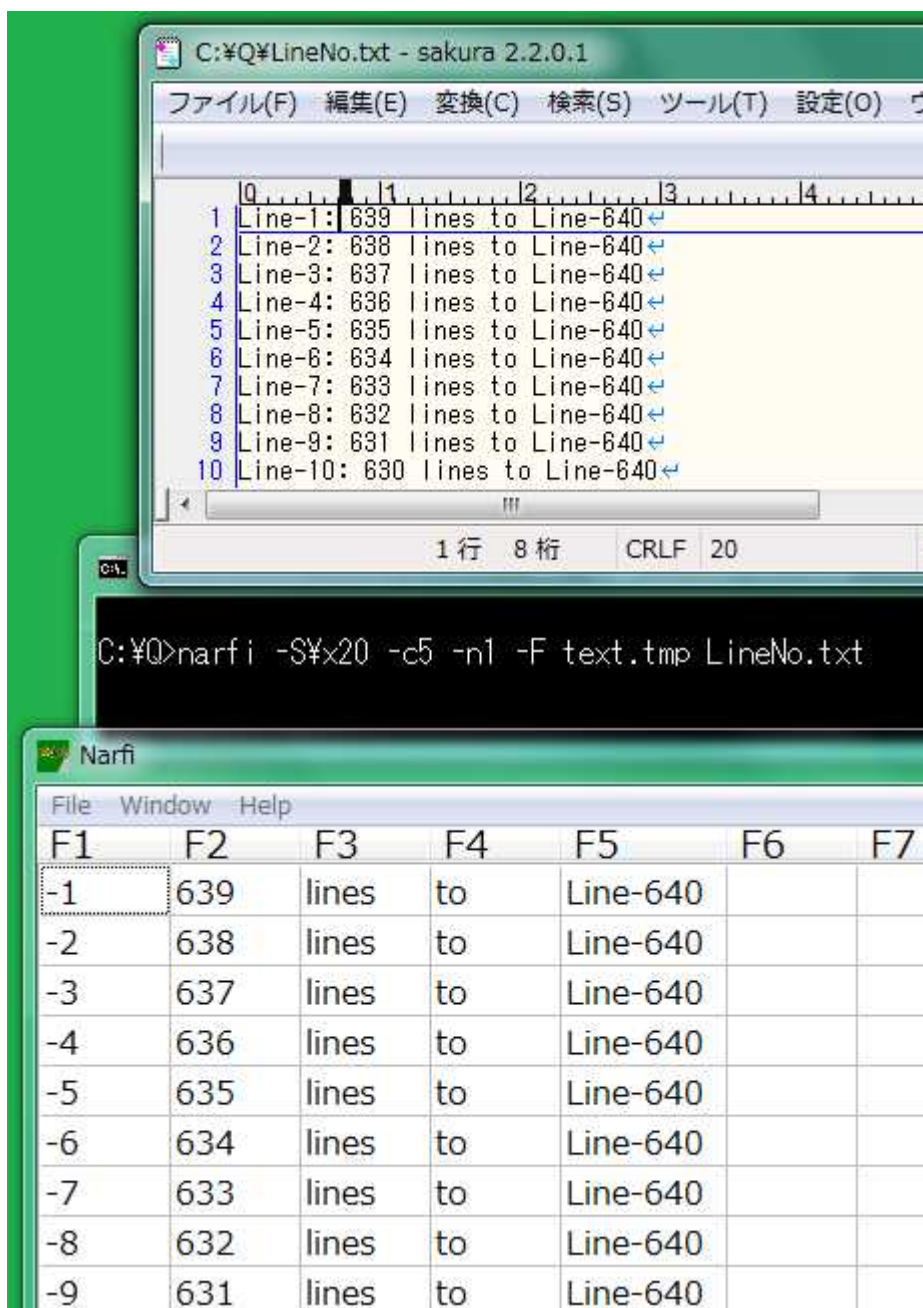 C:¥Q¥LineNo.txt - sakura 2.2.0.1
ファイル(F) 編集(E) 変換(C) 検索(S) ツール(T) 設定(O)
0 1 2 3 4
1 Line-1: 639 lines to Line-640↵
2 Line-2: 638 lines to Line-640↵
3 Line-3: 637 lines to Line-640↵
4 Line-4: 636 lines to Line-640↵
5 Line-5: 635 lines to Line-640↵
6 Line-6: 634 lines to Line-640↵
7 Line-7: 633 lines to Line-640↵
8 Line-8: 632 lines to Line-640↵
9 Line-9: 631 lines to Line-640↵
10 Line-10: 630 lines to Line-640↵
1 行 8 桁 CRLF 20
C:¥Q>narfi -S¥x20 -c5 -n1 -F text.tmp LineNo.txt
Narfi
File Window Help
F1 F2 F3 F4 F5 F6 F7
-1 639 lines to Line-640
-2 638 lines to Line-640
-3 637 lines to Line-640
-4 636 lines to Line-640
-5 635 lines to Line-640
-6 634 lines to Line-640
-7 633 lines to Line-640
-8 632 lines to Line-640
-9 631 lines to Line-640